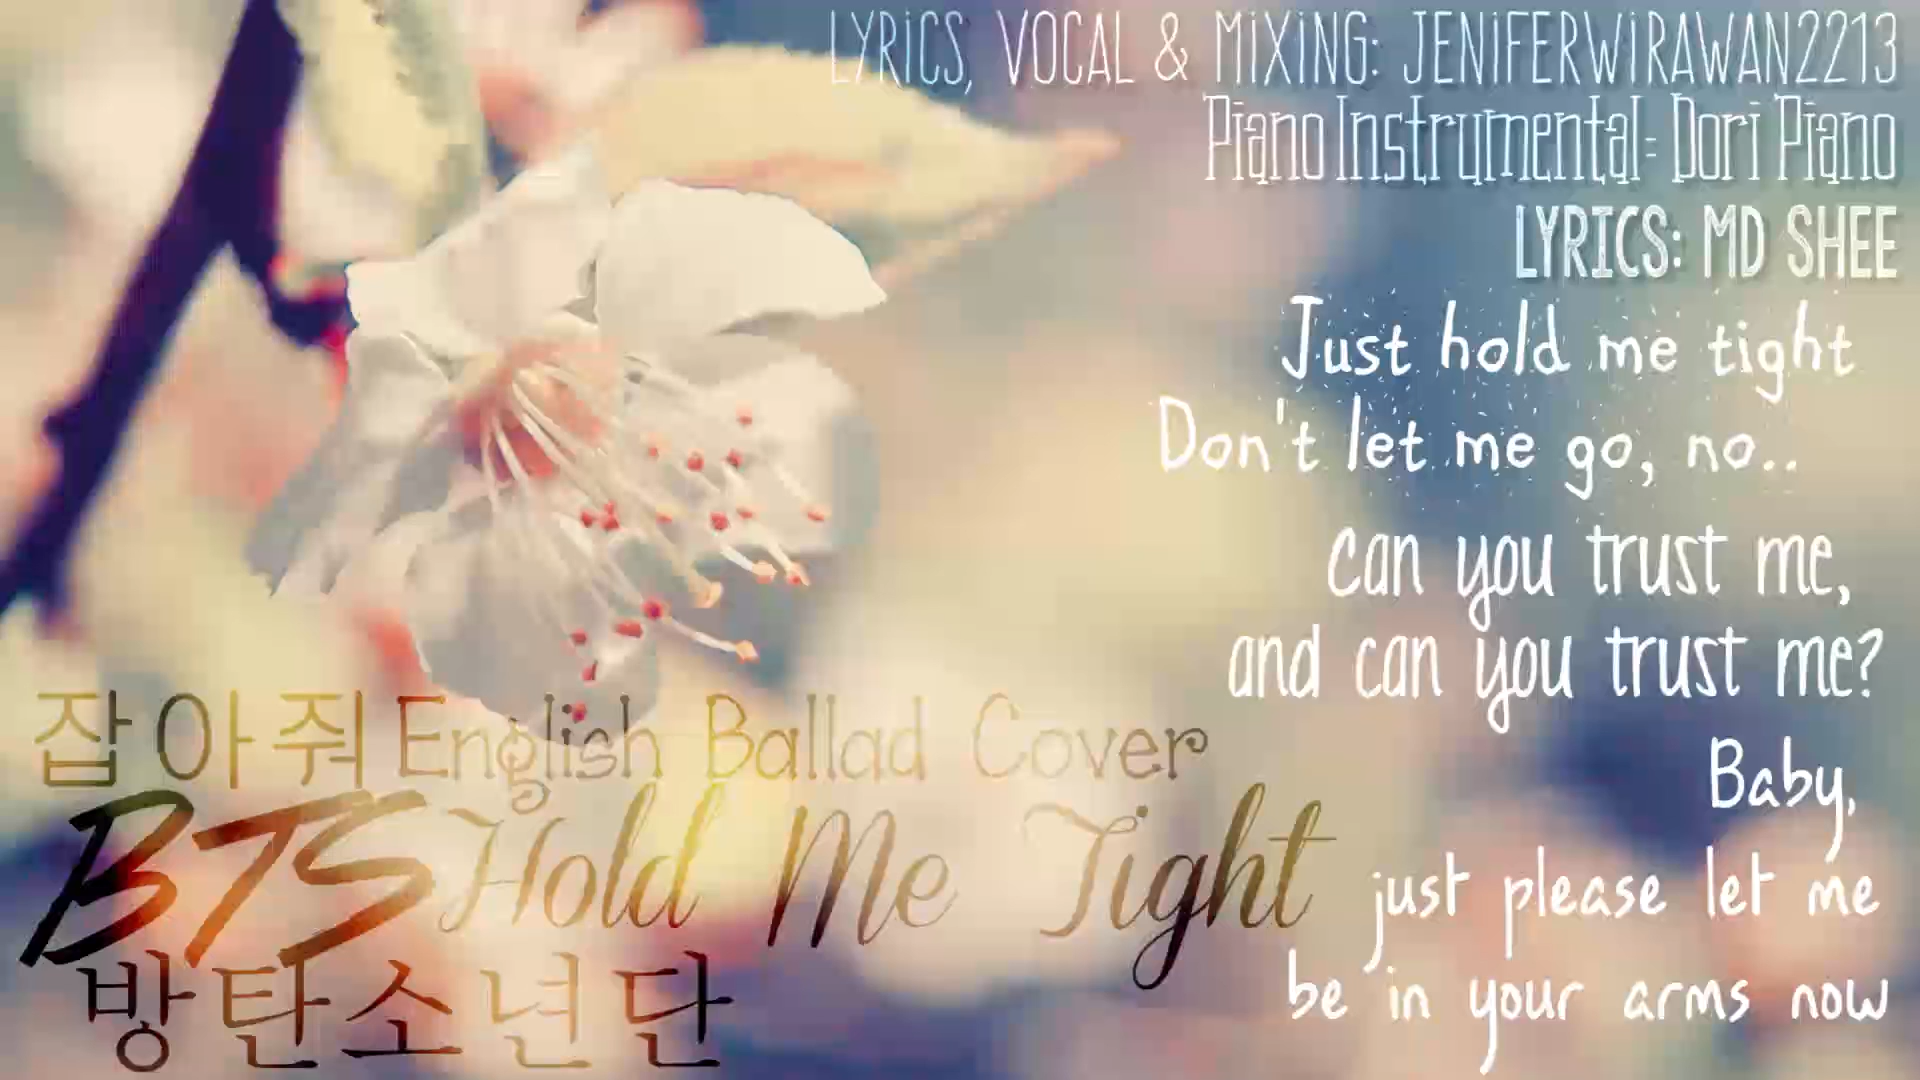 LYRiCS, VOCAL & MiXiNG: JENiFERWiRAWAN2213
Piano Instrumental: Dori Piano
LYRICS: MD SHEE
Just hold me tight
Don't let me go, no..
can you trust me,
and can you trust me?
Baby,
just please let me
be in your arms now
잡아줘 English Ballad Cover
BTS Hold Me Tight
방탄소년단